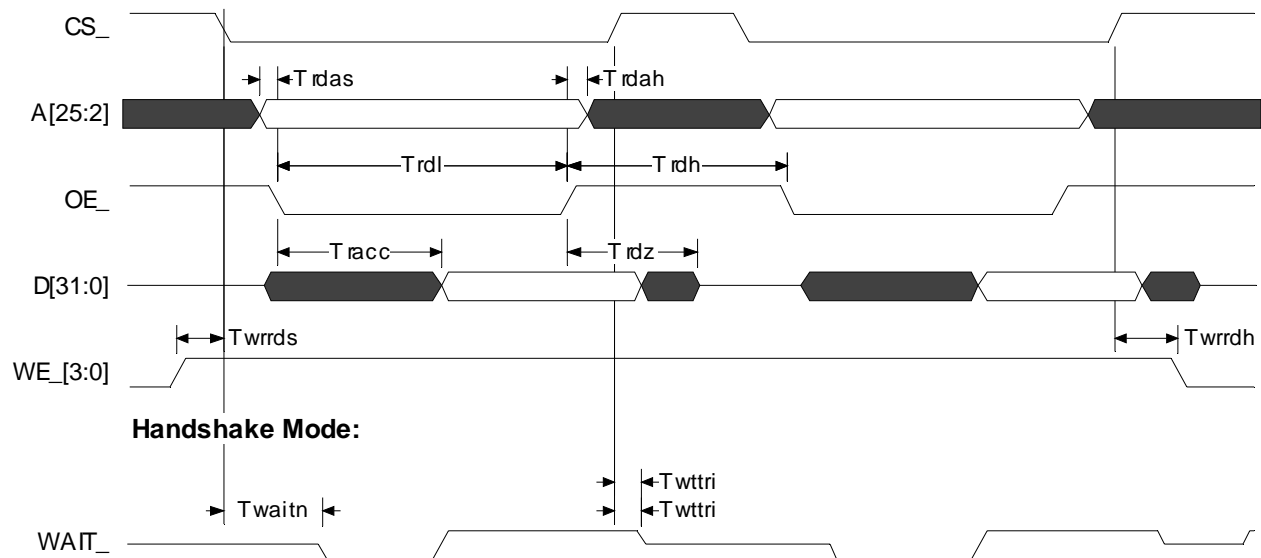 CS_
Trdas
Trdah
A[25:2]
Trdl
Trdh
OE_
Tracc
Trdz
D[31:0]
Twrrds
Twrrdh
WE_[3:0]
Handshake Mode:
Twttri
Twaitn
Twttri
WAIT_